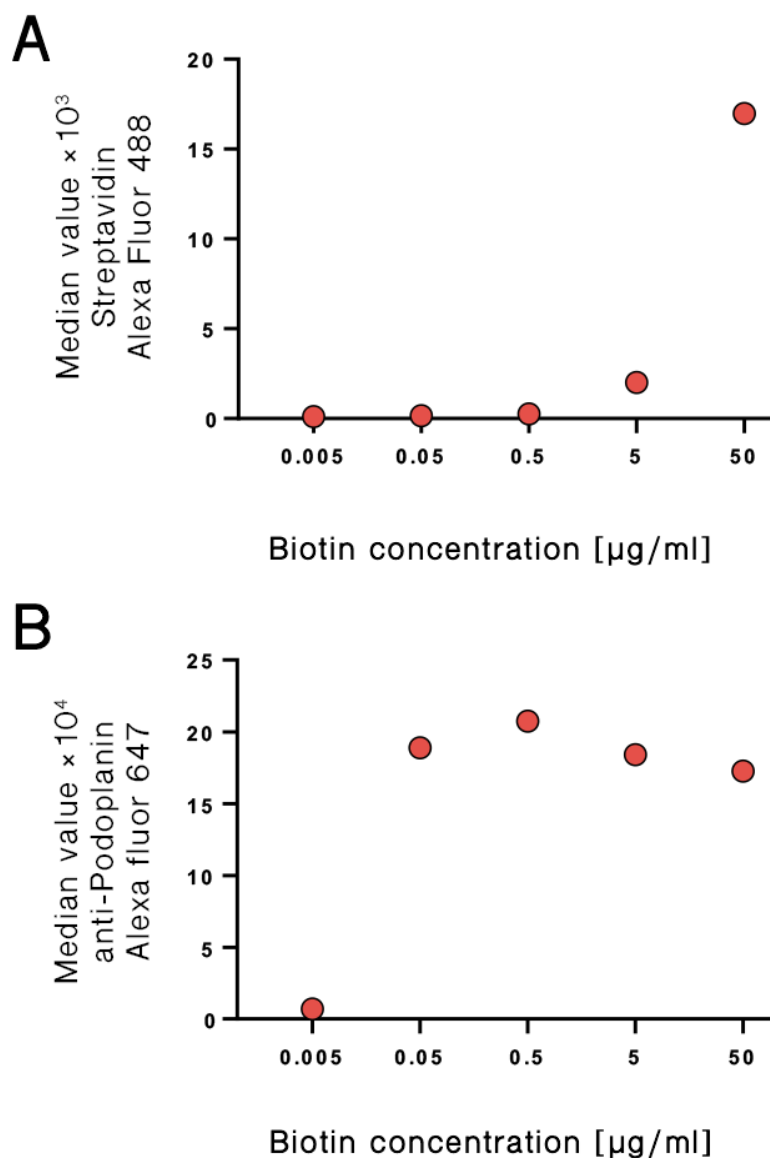 A
Median value × 10³
Streptavidin
Alexa Fluor 488
20
15
10
5
0
0.005 0.05 0.5 5 50
Biotin concentration [µg/ml]
B
Median value × 10⁴
anti-Podoplanin
Alexa fluor 647
25
20
15
10
5
0
0.005 0.05 0.5 5 50
Biotin concentration [µg/ml]